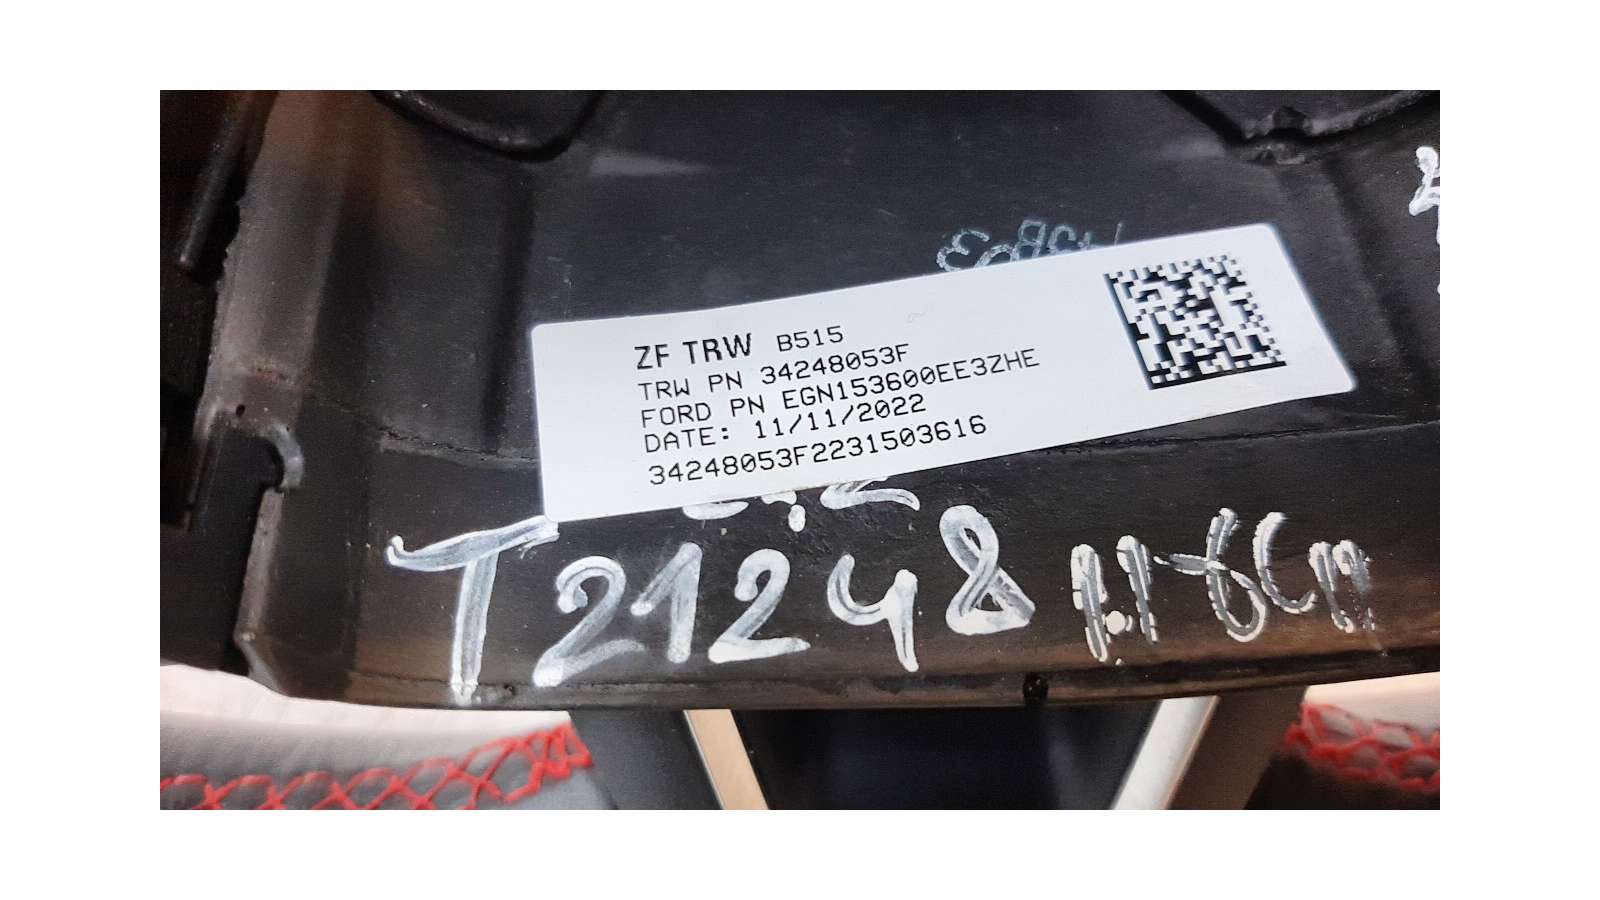 ZF TRW B515
TRW PN 34248053F
FORD PN EGN153600EE3ZHE
DATE: 11/11/2022
34248053F2231503616
T21248